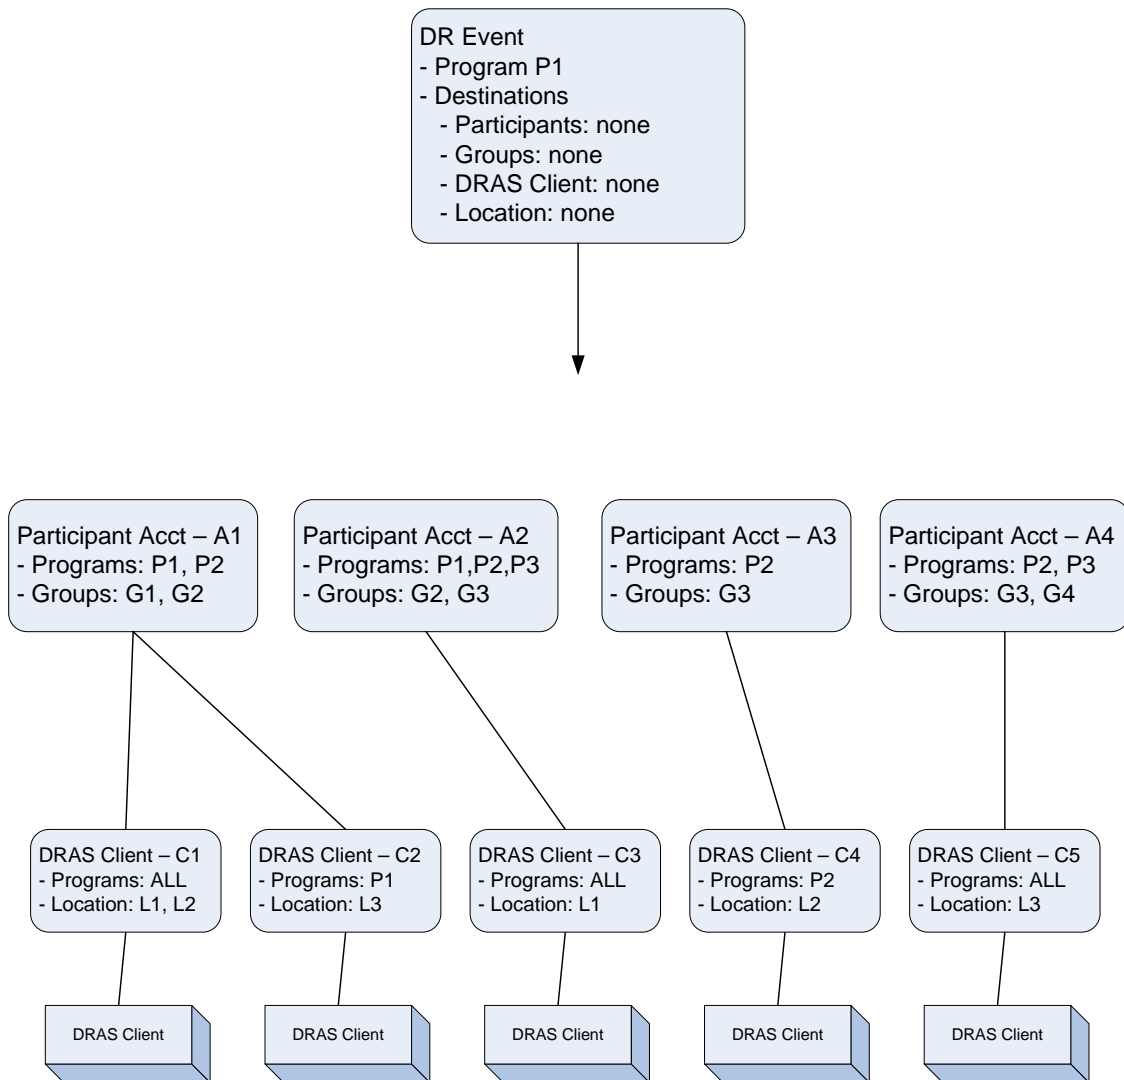 DR Event
- Program P1
- Destinations
- Participants: none
- Groups: none
- DRAS Client: none
- Location: none
Participant Acct – A1
- Programs: P1, P2
- Groups: G1, G2
Participant Acct – A2
- Programs: P1,P2,P3
- Groups: G2, G3
Participant Acct – A3
- Programs: P2
- Groups: G3
Participant Acct – A4
- Programs: P2, P3
- Groups: G3, G4
DRAS Client – C1
- Programs: ALL
- Location: L1, L2
DRAS Client – C2
- Programs: P1
- Location: L3
DRAS Client – C3
- Programs: ALL
- Location: L1
DRAS Client – C4
- Programs: P2
- Location: L2
DRAS Client – C5
- Programs: ALL
- Location: L3
DRAS Client
DRAS Client
DRAS Client
DRAS Client
DRAS Client